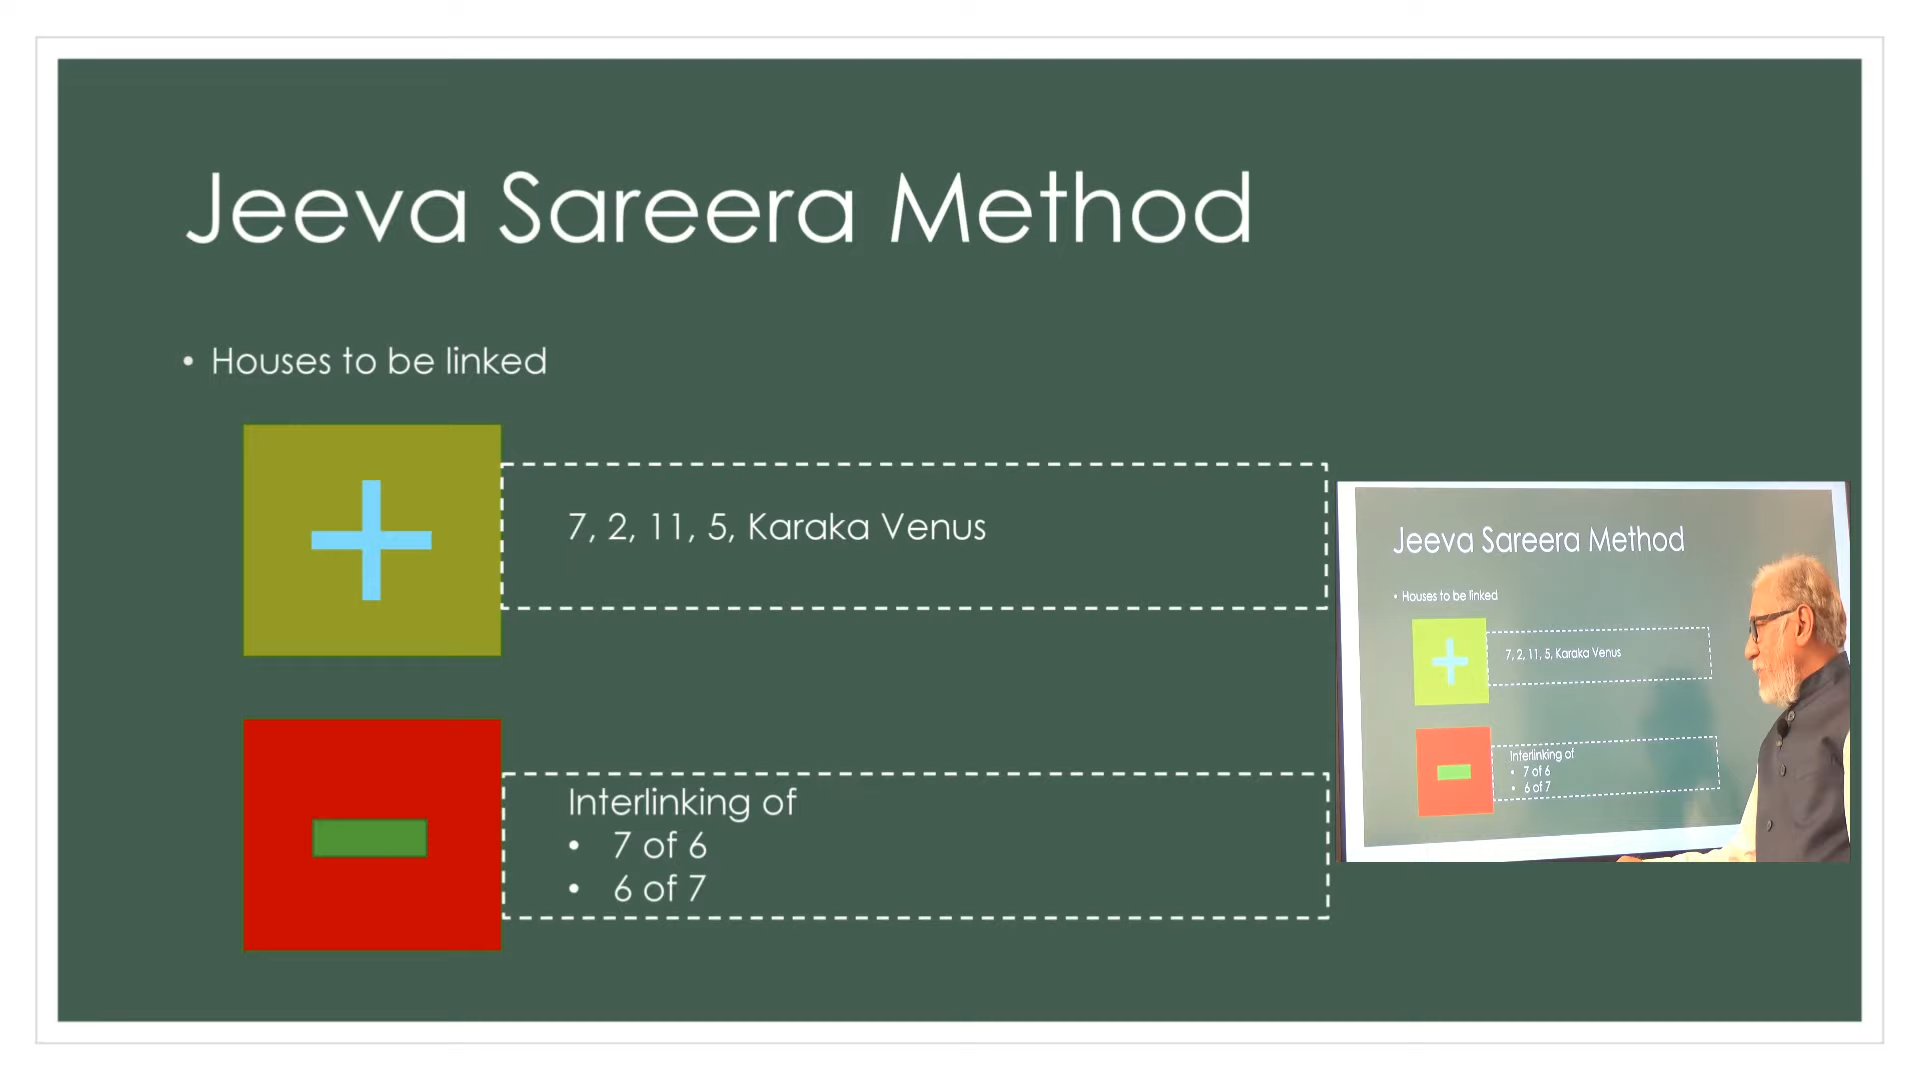 Jeeva Sareera Method
• Houses to be linked
7, 2, 11, 5, Karaka Venus
Interlinking of
• 7 of 6
• 6 of 7
Jeeva Sareera Method
• Houses to be linked
7, 2, 11, 5, Karaka Venus
Interlinking of
• 7 of 6
• 6 of 7